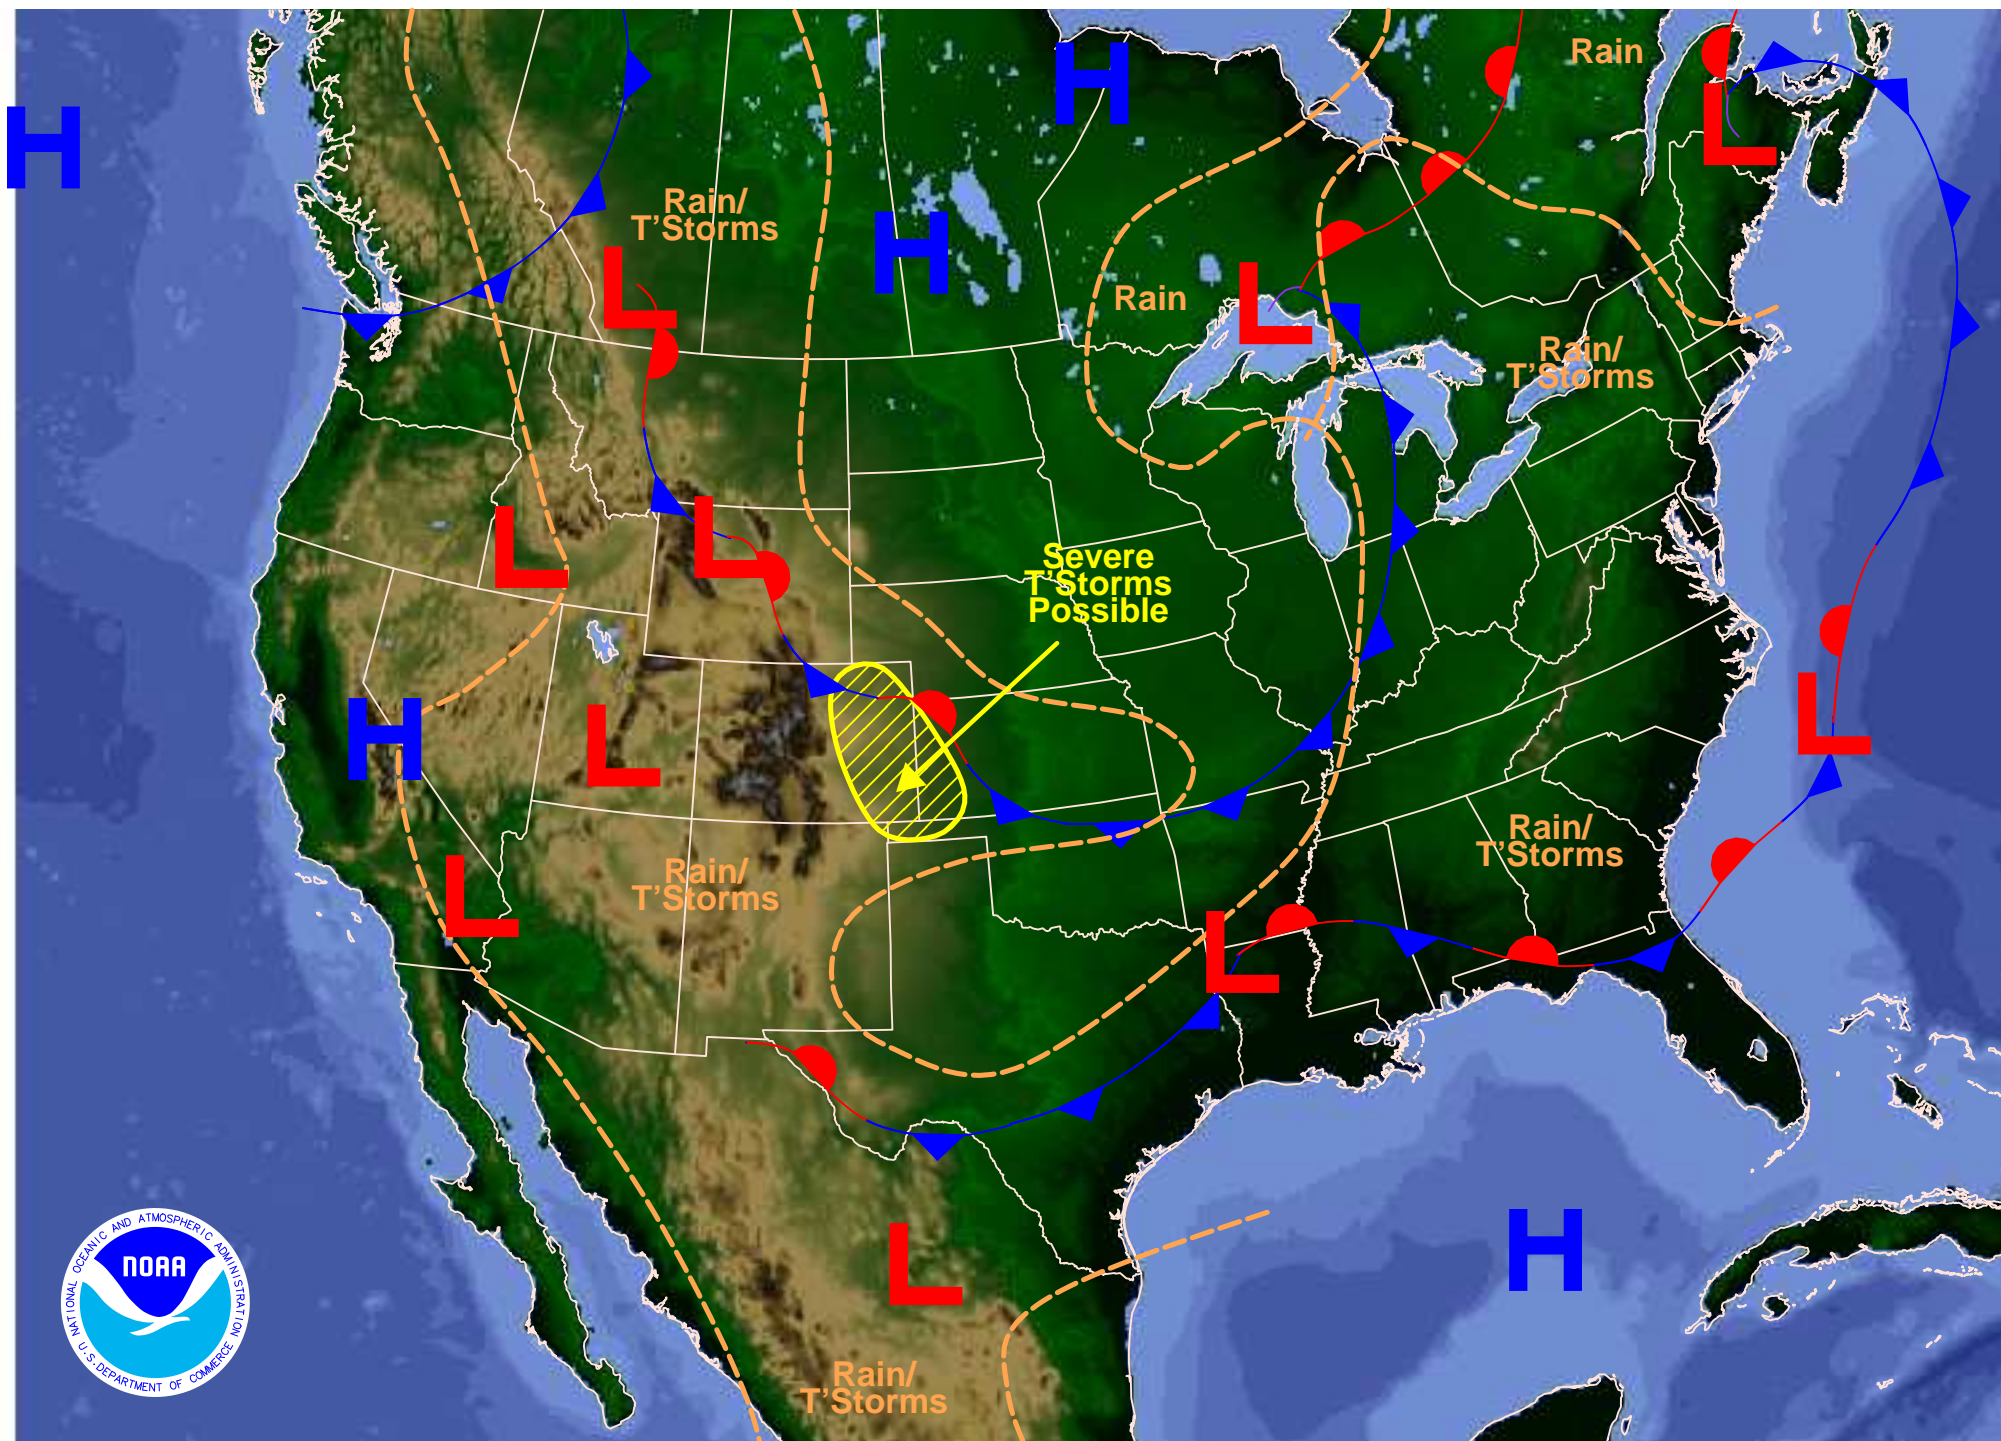 H
Rain
L
H
Rain/
T'Storms
H
L
Rain
L
Rain/
T'Storms
L
L
Severe
T'Storms
Possible
H
L
L
Rain/
T'Storms
Rain/
T'Storms
L
L
H
L
Rain/
T'Storms
NATIONAL OCEANIC AND ATMOSPHERIC ADMINISTRATION
NOAA
U.S. DEPARTMENT OF COMMERCE